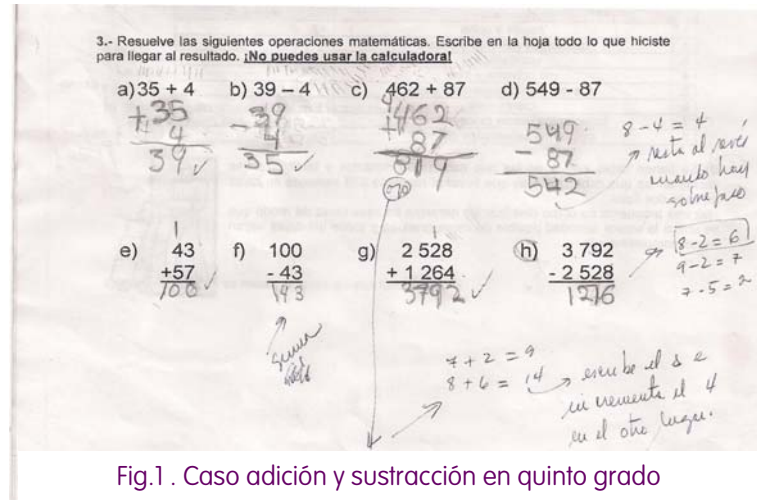 3.- Resuelve las siguientes operaciones matemáticas. Escribe en la hoja todo lo que hiciste
para llegar al resultado. ¡No puedes usar la calculadora!
a) 35 + 4 b) 39 – 4 c) 462 + 87 d) 549 - 87
+35
4
39 ✓
- 39
4
35 ✓
4
+462
87
819
549
- 87
542
8 - 4 = 4
resta al revés
cuando hay
sobrepaso
e) 1
43
+57
100 ✓
f) 100
- 43
143
suma
g) 1
2 528
+ 1 264
3792 ✓
h) 3 792
- 2 528
1276
8 - 2 = 6
9 - 2 = 7
7 - 5 = 2
7 + 2 = 9
8 + 6 = 14
escribe el
incrementa el 4
en el otro lugar.
Fig.1 . Caso adición y sustracción en quinto grado